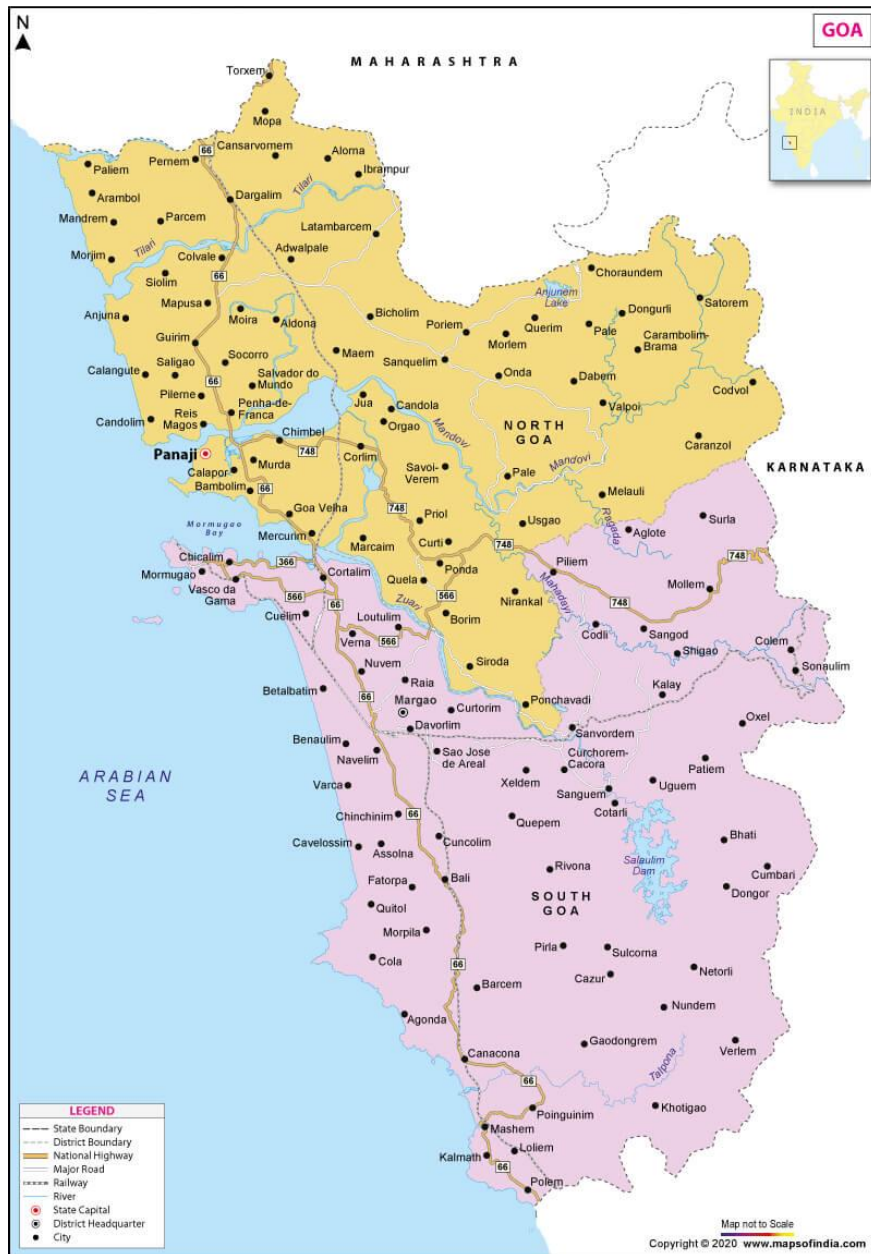 N
GOA
MAHARASHTRA
INDIA
Torxem
Mopa
Cansarvornem
Alorna
Ibrampur
Paliem
Pernem
66
Arambol
Dargalim
Tilari
Mandrem
Parcem
Latambarcem
Morjim
Tilari
Colvale
Adwalpale
Siolim
66
Choraundem
Anjunem
Lake
Satorem
Anjuna
Mapusa
Moira
Aldona
Bicholim
Poriem
Querim
Dongurli
Pale
Morlem
Carambolim-
Brama
Guirim
Socorro
Maem
Sanquelim
Calangute
Saligao
Salvador do
Mundo
Onda
Dabem
Codvol
66
Pilerne
Penha-de-
Franca
Jua
Candola
Valpoi
Candolim
Reis
Magos
Orgao
Mandovi
NORTH
GOA
Chimbel
Caranzol
Panaji
748
Corlim
Mandovi
KARNATAKA
Calapor
Murda
Savoi-
Verem
Pale
Bambolim
66
Melauli
Goa Velha
748
Priol
Usgao
Ragada
Surla
Mormugao
Bay
Mercurim
Marcaim
Curti
Aglote
748
Chicalim
366
Ponda
Piliem
748
Mormugao
Cortalim
Quela
Mahadayi
Mollem
Vasco da
Gama
566
66
Zuari
566
Nirankal
748
Cuelim
Loutulim
Borim
Codli
Sangod
Verna
566
Shigao
Colem
Nuvem
Siroda
Sonaulim
Betalbatim
66
Raia
Kalay
Margao
Curtorim
Ponchavadi
Davorlim
Sanvordem
Oxel
Benaulim
Navelim
Sao Jose
de Areal
Curchorem-
Cacora
Patiem
ARABIAN
SEA
Varca
Xeldem
Uguem
Sanguem
Cotarli
Chinchinim
66
Quepem
Cavelossim
Assolna
Cuncolim
Bhati
Salaulim
Dam
Rivona
Cumbari
Fatorpa
Bali
Dongor
Quitol
SOUTH
GOA
Morpila
Cola
66
Pirla
Sulcorna
Cazur
Netorli
Barcem
Nundem
Agonda
Gaodongrem
Verlem
Canacona
Talpona
66
Poinguinim
Khotigao
Mashem
Loliem
Kalmath
66
Polem
LEGEND
State Boundary
District Boundary
National Highway
Major Road
Railway
River
State Capital
District Headquarter
City
Map not to Scale
Copyright © 2020 www.mapsofindia.com